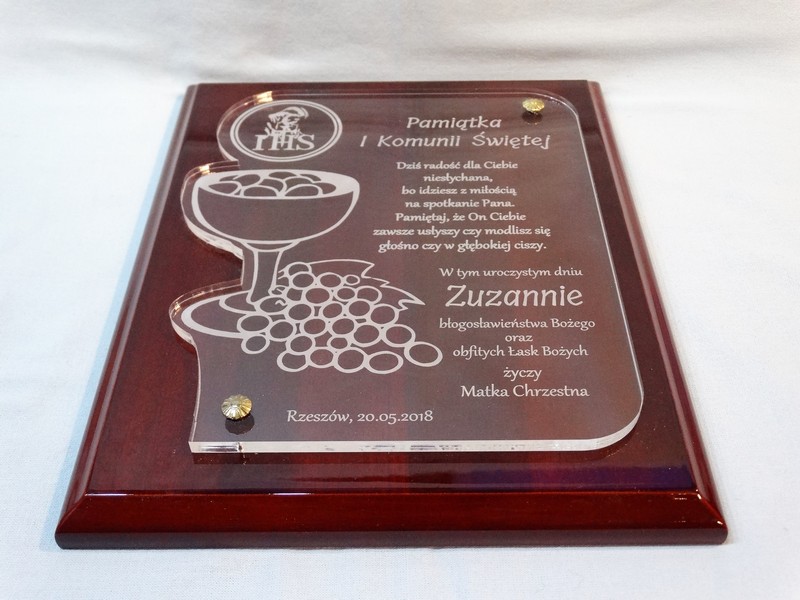 IHS
Pamiątka
I Komunii Świętej
Dziś radość dla Ciebie
niesłychana,
bo idziesz z miłością
na spotkanie Pana.
Pamiętaj, że On Ciebie
zawsze usłyszy czy modlisz się
głośno czy w głębokiej ciszy.
W tym uroczystym dniu
Zuzannie
błogosławieństwa Bożego
oraz
obfitych Łask Bożych
życzy
Matka Chrzestna
Rzeszów, 20.05.2018